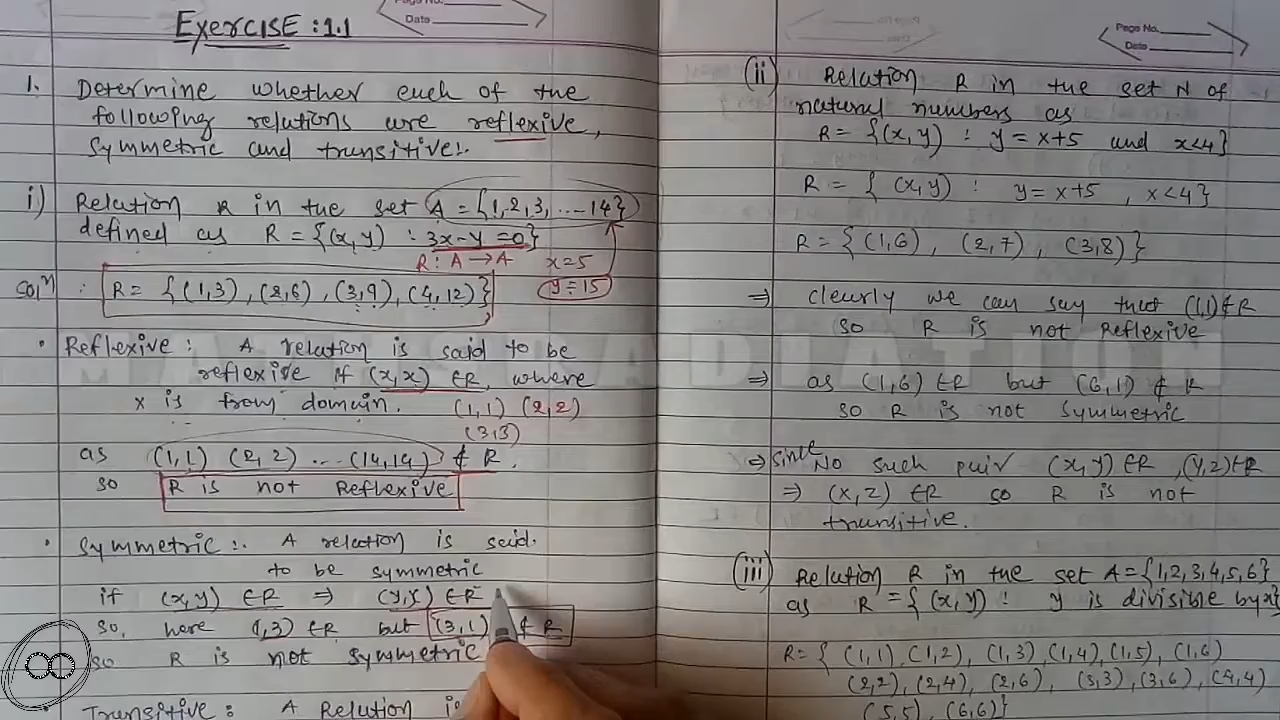 Page No.
Date
EXERCISE : 1.1
1. Determine whether each of the
following relations are reflexive,
Symmetric and transitive:.
i) Relation R in the set A = {1,2,3, ... 14}
defined as R = {(x,y) : 3x-y = 0}
R : A → A x = 5
y = 15
Solⁿ : R = {(1,3), (2,6), (3,9), (4,12)}
• Reflexive : A relation is said to be
reflexive if (x,x) ∈R, where
x is from domain. (1,1) (2,2)
(3,3)
as (1,1) (2,2) ... (14,14) ∉ R.
so R is not Reflexive
• Symmetric :. A relation is said.
to be symmetric
if (x,y) ∈R ⇒ (y,x) ∈R
so, here (1,3) ∈R but (3,1) ∉ R
so R is not symmetric
Transitive : A Relation is
Page No.
Date
(ii) Relation R in the set N of
natural numbers as
R = {(x,y) : y = x+5 and x<4}
R = { (x,y) : y = x+5 , x<4}
R = { (1,6) , (2,7) , (3,8)}
⇒ clearly we can say that (1,1)∉R
so R is not Reflexive
⇒ as (1,6) ∈R but (6,1) ∉ R
so R is not symmetric
⇒ since No such pair (x,y) ∈R ,(y,z)∈R
⇒ (x,z) ∈R so R is not
transitive.
(iii) Relation R in the set A = {1,2,3,4,5,6}
as R = { (x,y) : y is divisible by x}
R = { (1,1), (1,2), (1,3) (1,4), (1,5), (1,6)
(2,2), (2,4), (2,6), (3,3), (3,6), (4,4)
(5,5), (6,6)}